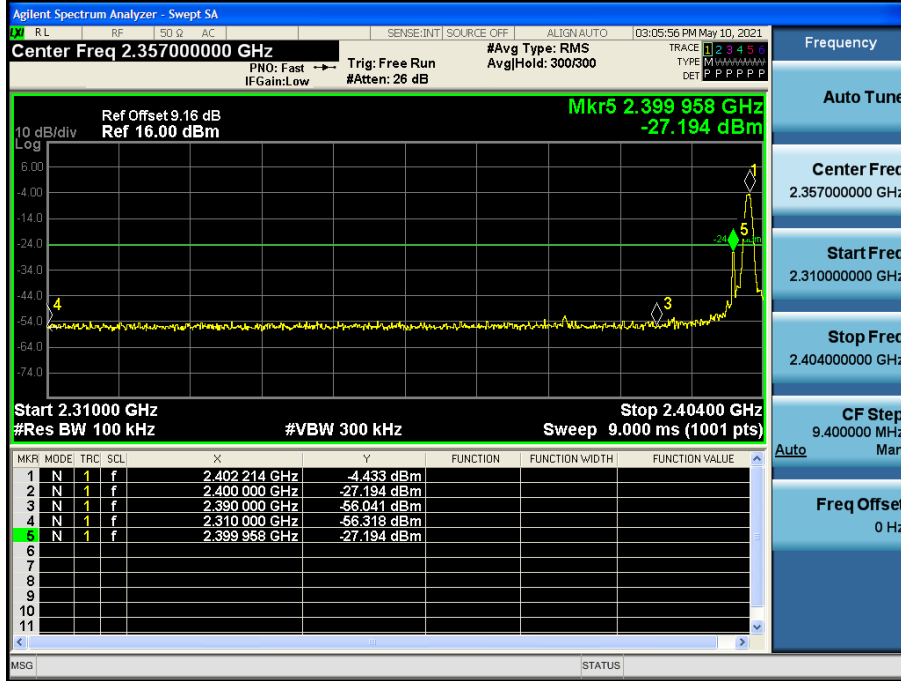 Agilent Spectrum Analyzer - Swept SA
LXI RL RF 50 Ω AC SENSE:INT SOURCE OFF ALIGN AUTO 03:05:56 PM May 10, 2021
Center Freq 2.357000000 GHz
PNO: Fast
IFGain:Low
Trig: Free Run
#Atten: 26 dB
#Avg Type: RMS
Avg|Hold: 300/300
TRACE 1 2 3 4 5 6
TYPE M
DET P P P P P P
Frequency
Mkr5 2.399 958 GHz
-27.194 dBm
Ref Offset 9.16 dB
10 dB/div Ref 16.00 dBm
Log
6.00
-4.00
-14.0
-24.0
-34.0
-44.0
-54.0
-64.0
-74.0
1
5
3
4
Start 2.31000 GHz Stop 2.40400 GHz
#Res BW 100 kHz #VBW 300 kHz Sweep 9.000 ms (1001 pts)
MKR MODE TRC SCL X Y FUNCTION FUNCTION WIDTH FUNCTION VALUE
1 N 1 f 2.402 214 GHz -4.433 dBm
2 N 1 f 2.400 000 GHz -27.194 dBm
3 N 1 f 2.390 000 GHz -56.041 dBm
4 N 1 f 2.310 000 GHz -56.318 dBm
5 N 1 f 2.399 958 GHz -27.194 dBm
6
7
8
9
10
11
MSG STATUS
Auto Tune
Center Freq
2.357000000 GHz
Start Freq
2.310000000 GHz
Stop Freq
2.404000000 GHz
CF Step
9.400000 MHz
Auto Man
Freq Offset
0 Hz